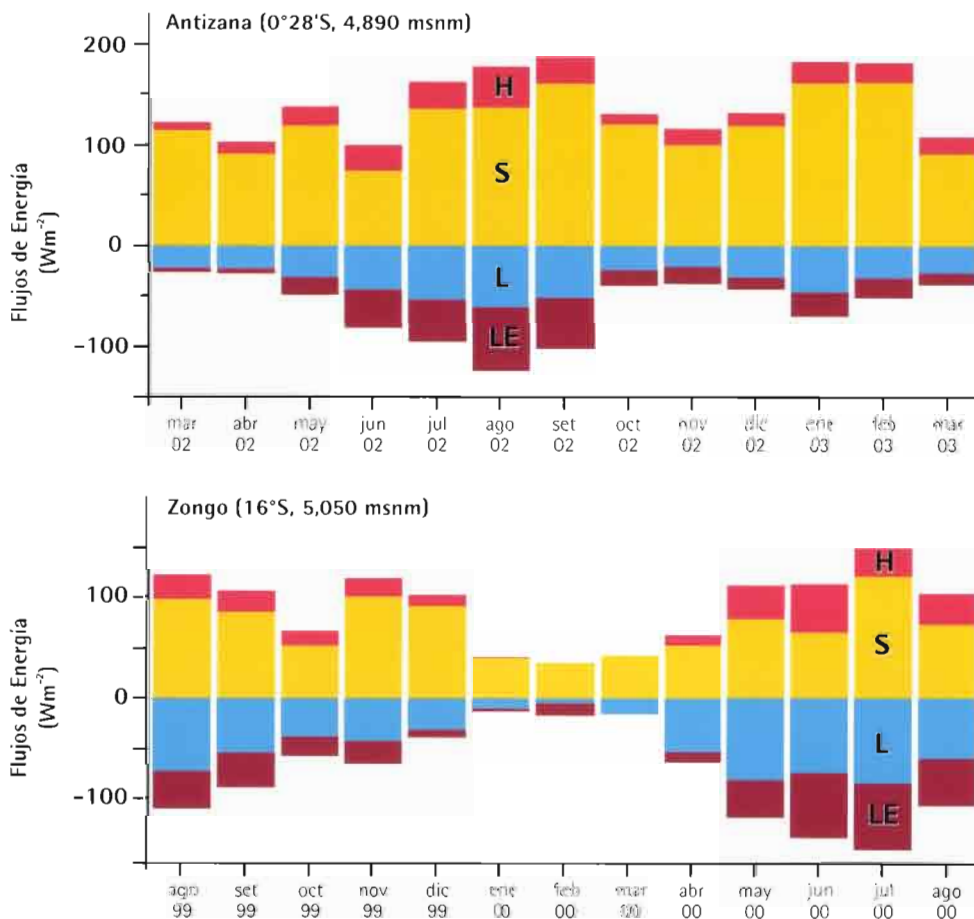 Antizana (0°28'S, 4,890 msnm)
200
100
0
-100
Flujos de Energía
(Wm⁻²)
H
S
L
LE
mar abr may jun jul ago set oct nov dic ene feb mar
02 02 02 02 02 02 02 02 02 02 03 03 03
Zongo (16°S, 5,050 msnm)
100
0
-100
Flujos de Energía
(Wm⁻²)
H
S
L
LE
ago set oct nov dic ene feb mar abr may jun jul ago
99 99 99 99 99 00 00 00 00 00 00 00 00